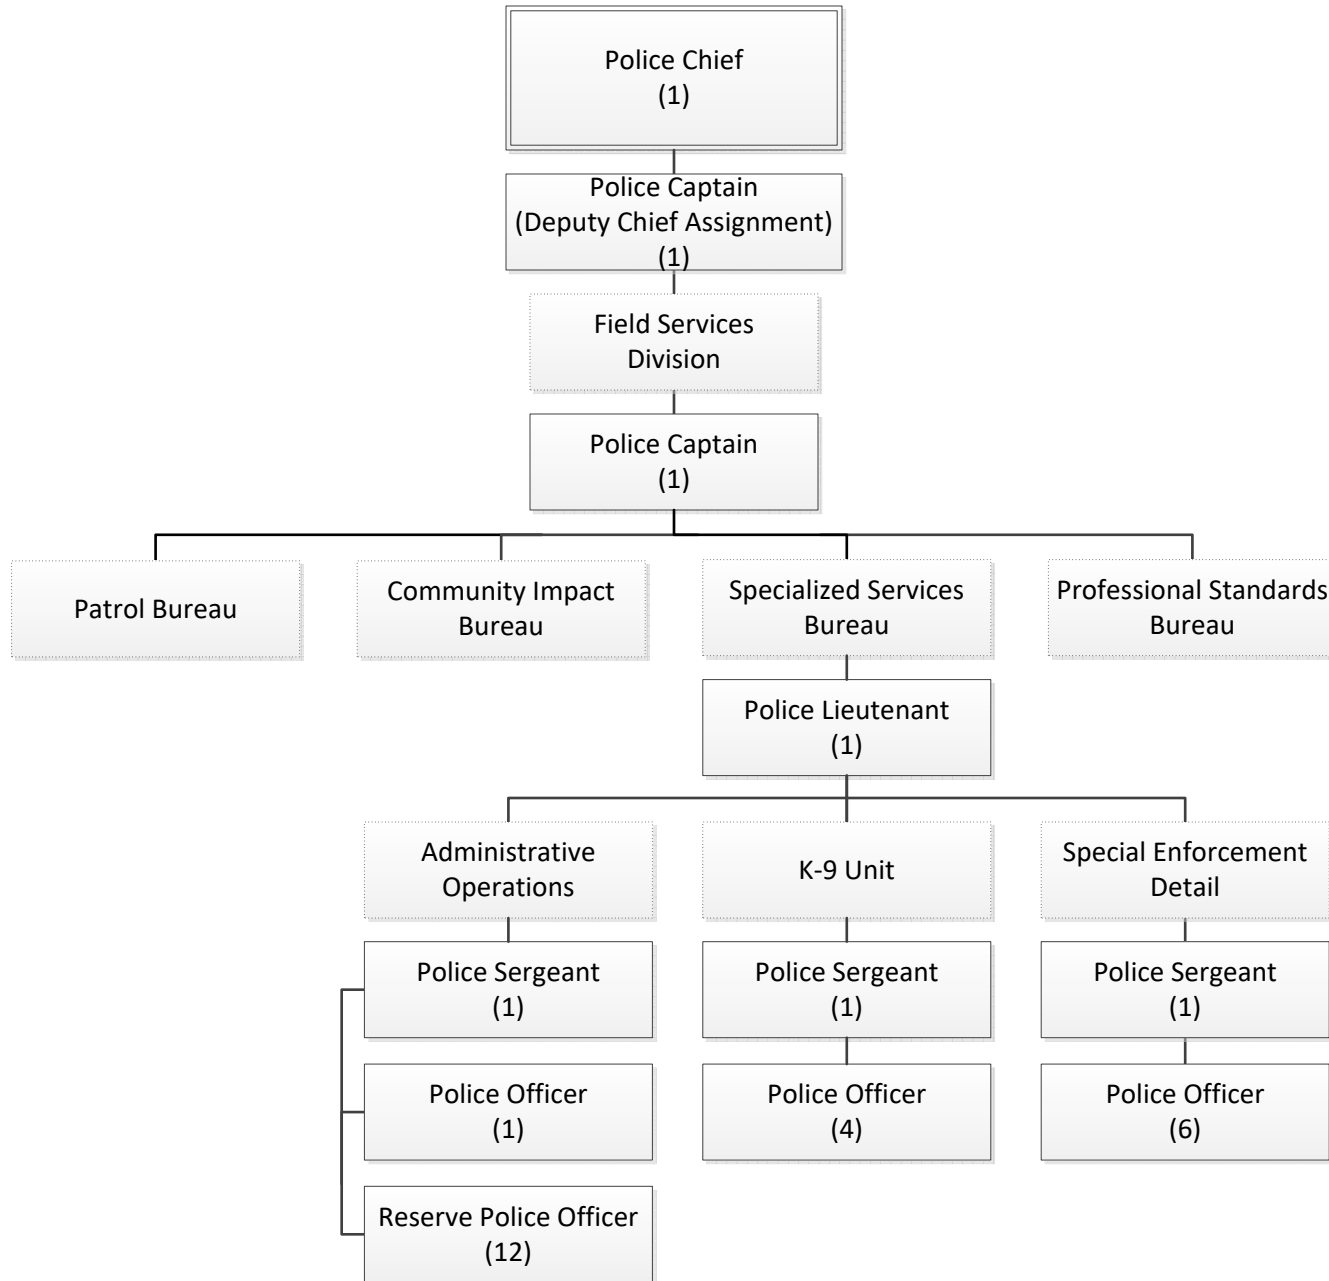 Police Chief
(1)
Police Captain
(Deputy Chief Assignment)
(1)
Field Services
Division
Police Captain
(1)
Patrol Bureau
Community Impact
Bureau
Specialized Services
Bureau
Professional Standards
Bureau
Police Lieutenant
(1)
Administrative
Operations
K-9 Unit
Special Enforcement
Detail
Police Sergeant
(1)
Police Sergeant
(1)
Police Sergeant
(1)
Police Officer
(1)
Police Officer
(4)
Police Officer
(6)
Reserve Police Officer
(12)